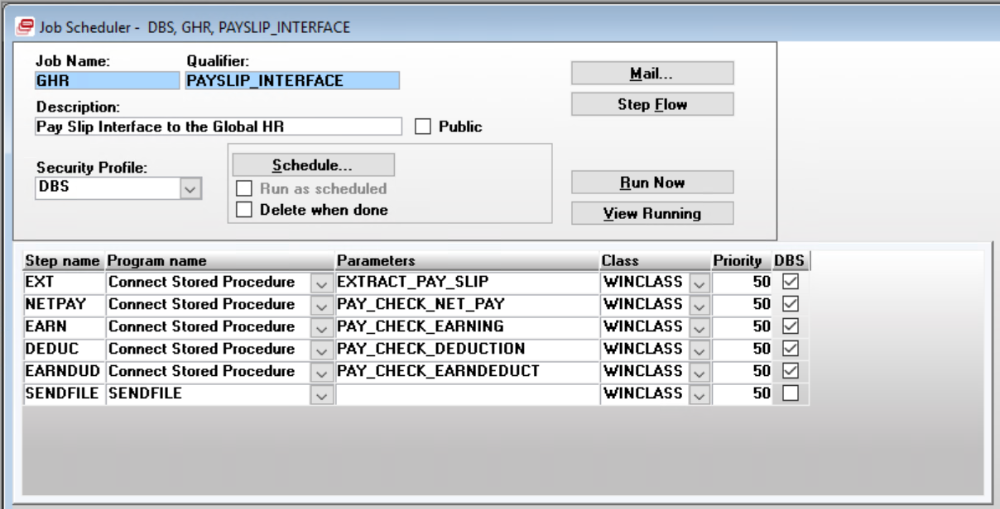 Job Scheduler - DBS, GHR, PAYSLIP_INTERFACE
Job Name: Qualifier:
GHR PAYSLIP_INTERFACE
Mail...
Description:
Step Flow
Pay Slip Interface to the Global HR Public
Security Profile:
Schedule...
DBS
Run as scheduled
Run Now
Delete when done
View Running
Step name Program name Parameters Class Priority DBS
EXT Connect Stored Procedure EXTRACT_PAY_SLIP WINCLASS 50
NETPAY Connect Stored Procedure PAY_CHECK_NET_PAY WINCLASS 50
EARN Connect Stored Procedure PAY_CHECK_EARNING WINCLASS 50
DEDUC Connect Stored Procedure PAY_CHECK_DEDUCTION WINCLASS 50
EARNDUD Connect Stored Procedure PAY_CHECK_EARNDEDUCT WINCLASS 50
SENDFILE SENDFILE WINCLASS 50